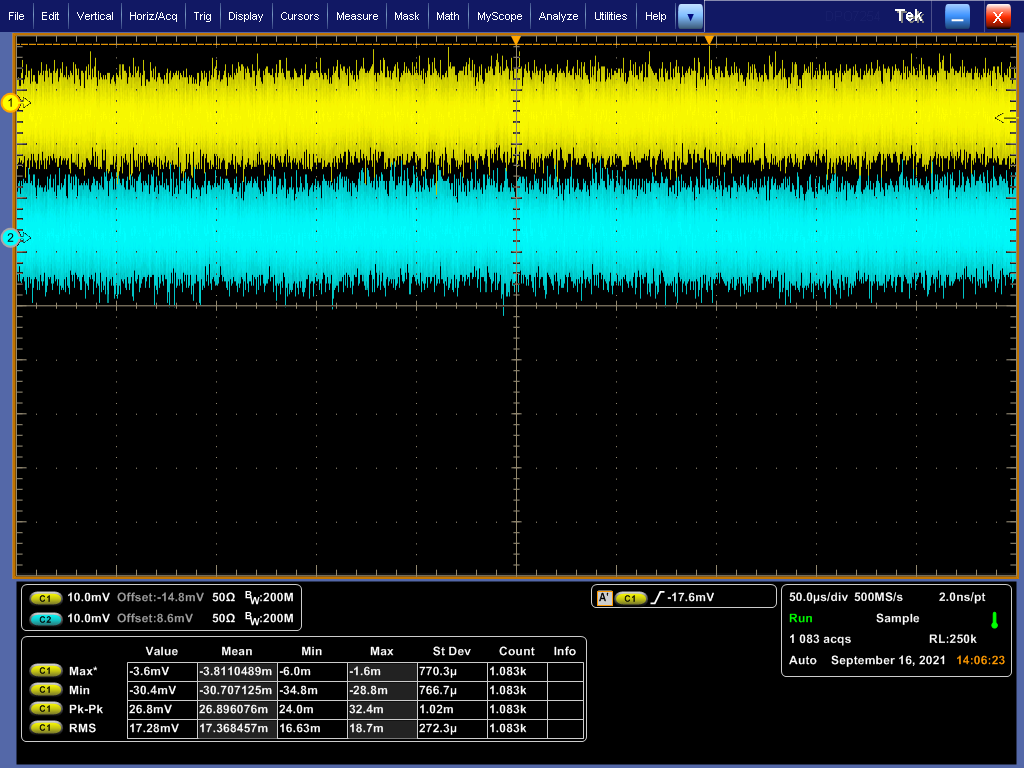 File Edit Vertical Horiz/Acq Trig Display Cursors Measure Mask Math MyScope Analyze Utilities Help Tek X
1
2
C1 10.0mV Offset:-14.8mV 50Ω BW:200M
C2 10.0mV Offset:8.6mV 50Ω BW:200M
A' C1 -17.6mV
50.0µs/div 500MS/s 2.0ns/pt
Run Sample
1 083 acqs RL:250k
Auto September 16, 2021 14:06:23
Value Mean Min Max St Dev Count Info
C1 Max* -3.6mV -3.8110489m -6.0m -1.6m 770.3µ 1.083k
C1 Min -30.4mV -30.707125m -34.8m -28.8m 766.7µ 1.083k
C1 Pk-Pk 26.8mV 26.896076m 24.0m 32.4m 1.02m 1.083k
C1 RMS 17.28mV 17.368457m 16.63m 18.7m 272.3µ 1.083k